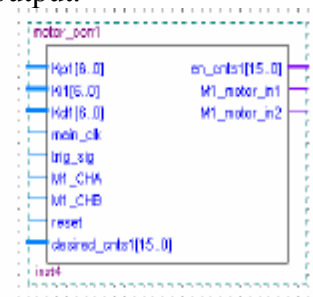 utput.
motor_con1
Kp1[6..0]
en_cnts1[15..0]
Ki1[6..0]
M1_motor_in1
Kd1[6..0]
M1_motor_in2
main_clk
trig_sig
M1_CHA
M1_CHB
reset
desired_cnts1[15..0]
inst4